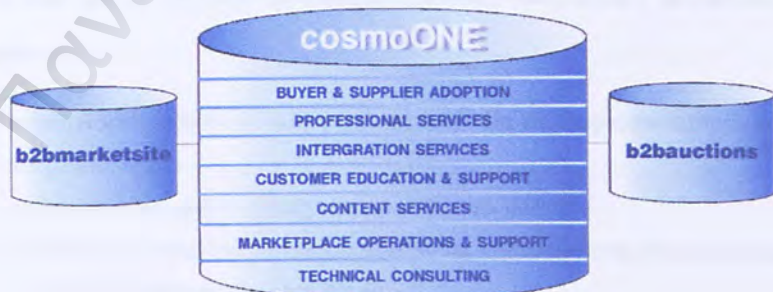 cosmoONE
BUYER & SUPPLIER ADOPTION
PROFESSIONAL SERVICES
b2bmarketsite
INTERGRATION SERVICES
b2bauctions
CUSTOMER EDUCATION & SUPPORT
CONTENT SERVICES
MARKETPLACE OPERATIONS & SUPPORT
TECHNICAL CONSULTING